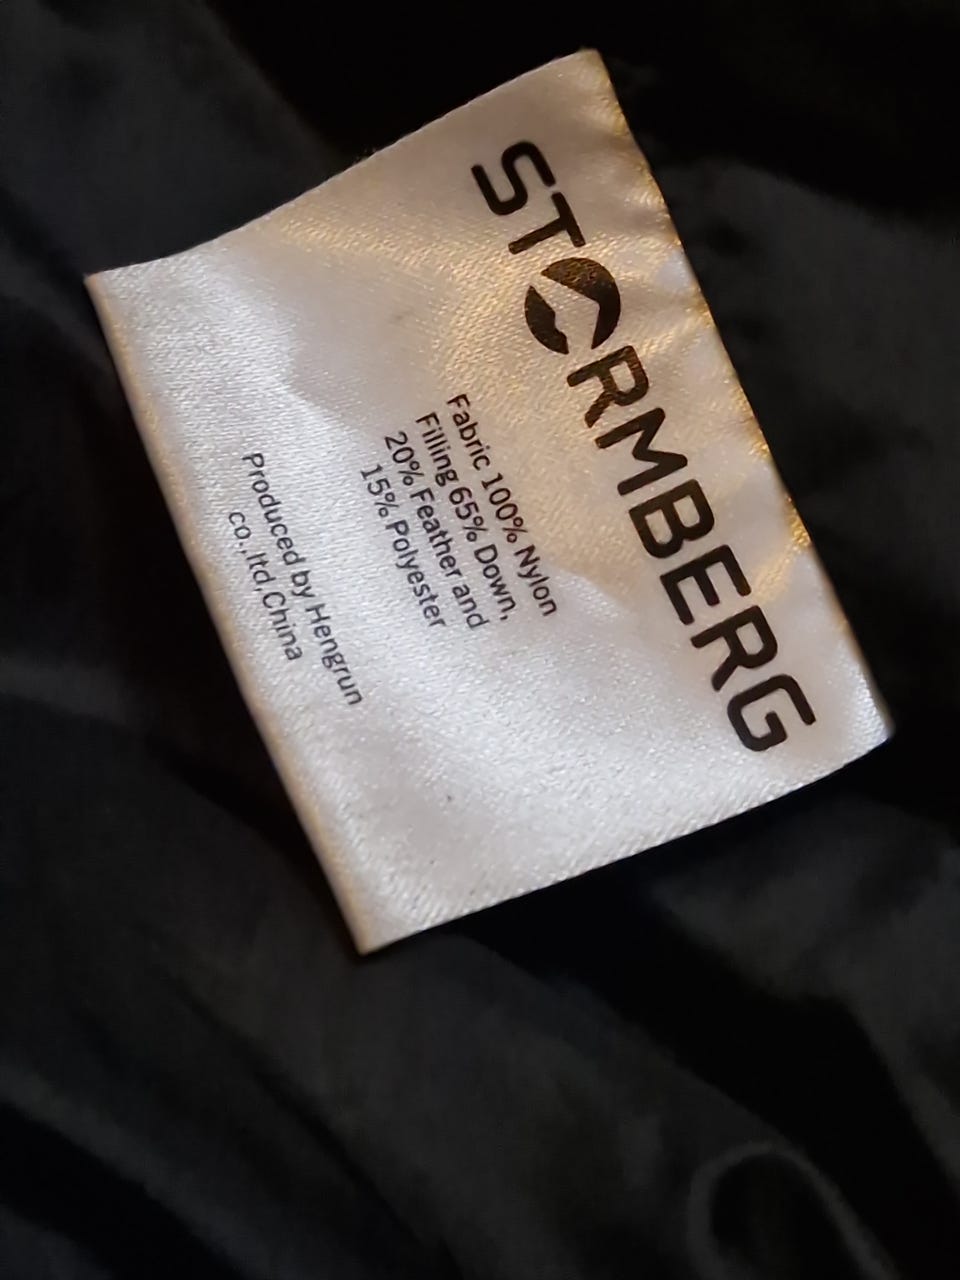 STORMBERG
Fabric 100% Nylon
Filling 65% Down,
20% Feather and
15% Polyester
Produced by Hengrun
co.,ltd,China